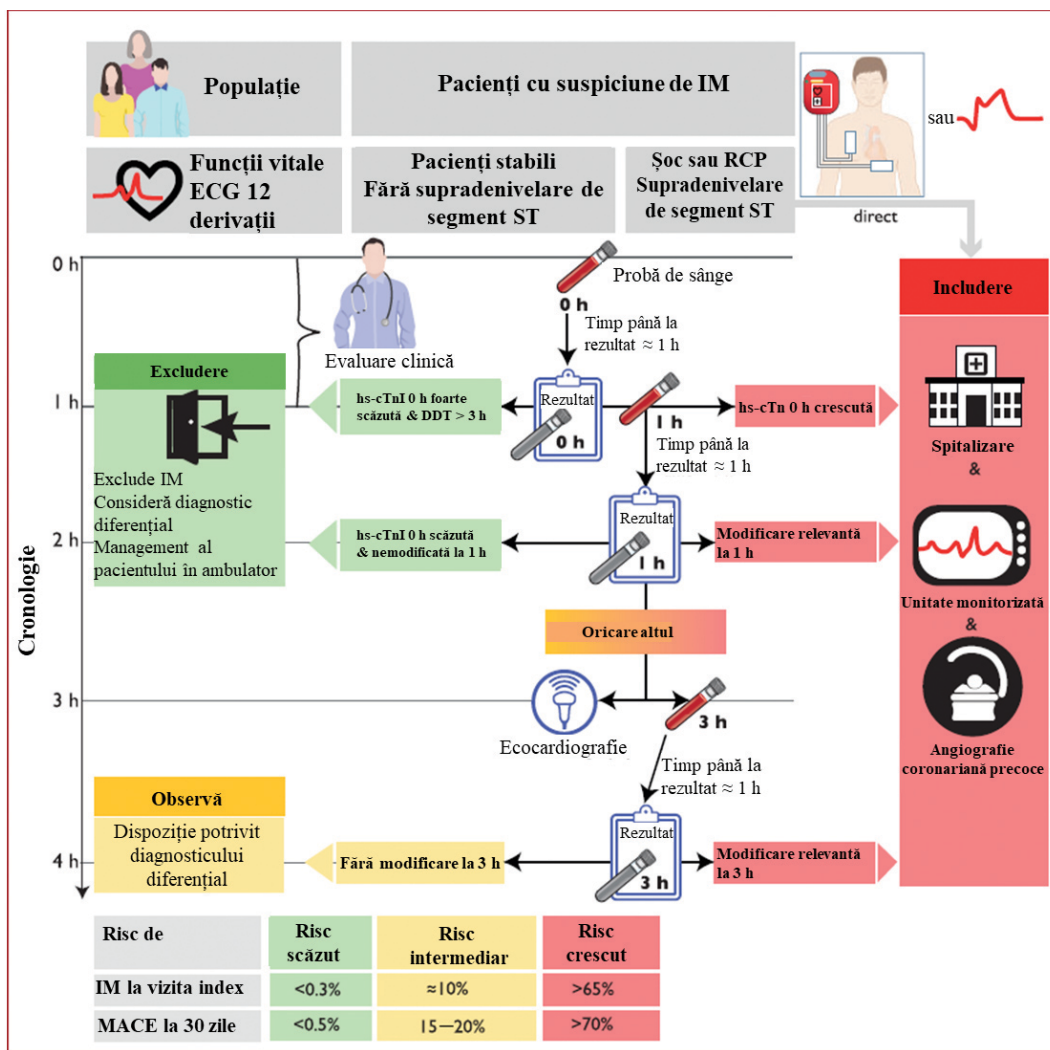 Populație
Pacienți cu suspiciune de IM
sau
Funcții vitale
ECG 12
derivații
Pacienți stabili
Fără supradenivelare de
segment ST
Șoc sau RCP
Supradenivelare
de segment ST
direct
Cronologie
0 h
Probă de sânge
0 h
Includere
Timp până la
rezultat ≈ 1 h
Evaluare clinică
Excludere
1 h
hs-cTnI 0 h foarte
scăzută & DDT > 3 h
Rezultat
0 h
1 h
hs-cTn 0 h crescută
Spitalizare
&
Timp până la
rezultat ≈ 1 h
Exclude IM
Consideră diagnostic
diferențial
Management al
pacientului în ambulator
2 h
hs-cTnI 0 h scăzută
& nemodificată la 1 h
Rezultat
1 h
Modificare relevantă
la 1 h
Unitate monitorizată
&
Oricare altul
3 h
Ecocardiografie
3 h
Angiografie
coronariană precoce
Timp până la
rezultat ≈ 1 h
Observă
Dispoziție potrivit
diagnosticului
diferențial
4 h
Fără modificare la 3 h
Rezultat
3 h
Modificare relevantă
la 3 h
Risc de
Risc
scăzut
Risc
intermediar
Risc
crescut
IM la vizita index
<0.3%
≈10%
>65%
MACE la 30 zile
<0.5%
15—20%
>70%